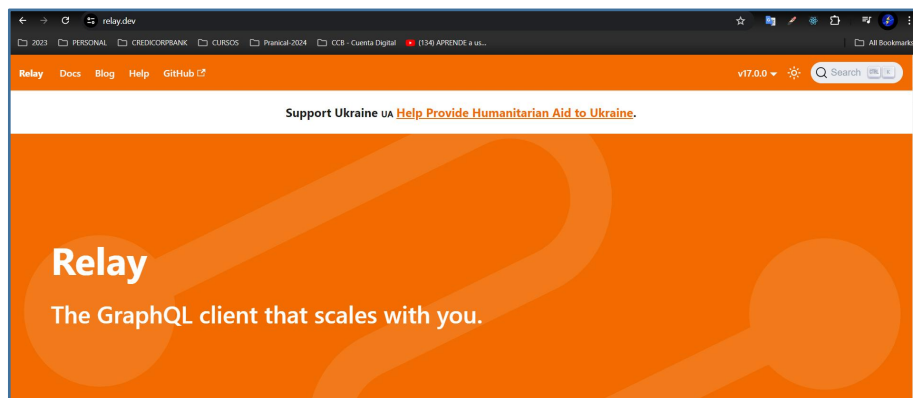 relay.dev
2023 PERSONAL CREDICORPBANK CURSOS Pranical-2024 CCB - Cuenta Digital (134) APRENDE a us... All Bookmarks
Relay Docs Blog Help GitHub v17.0.0 Search
Support Ukraine UA Help Provide Humanitarian Aid to Ukraine.
Relay
The GraphQL client that scales with you.